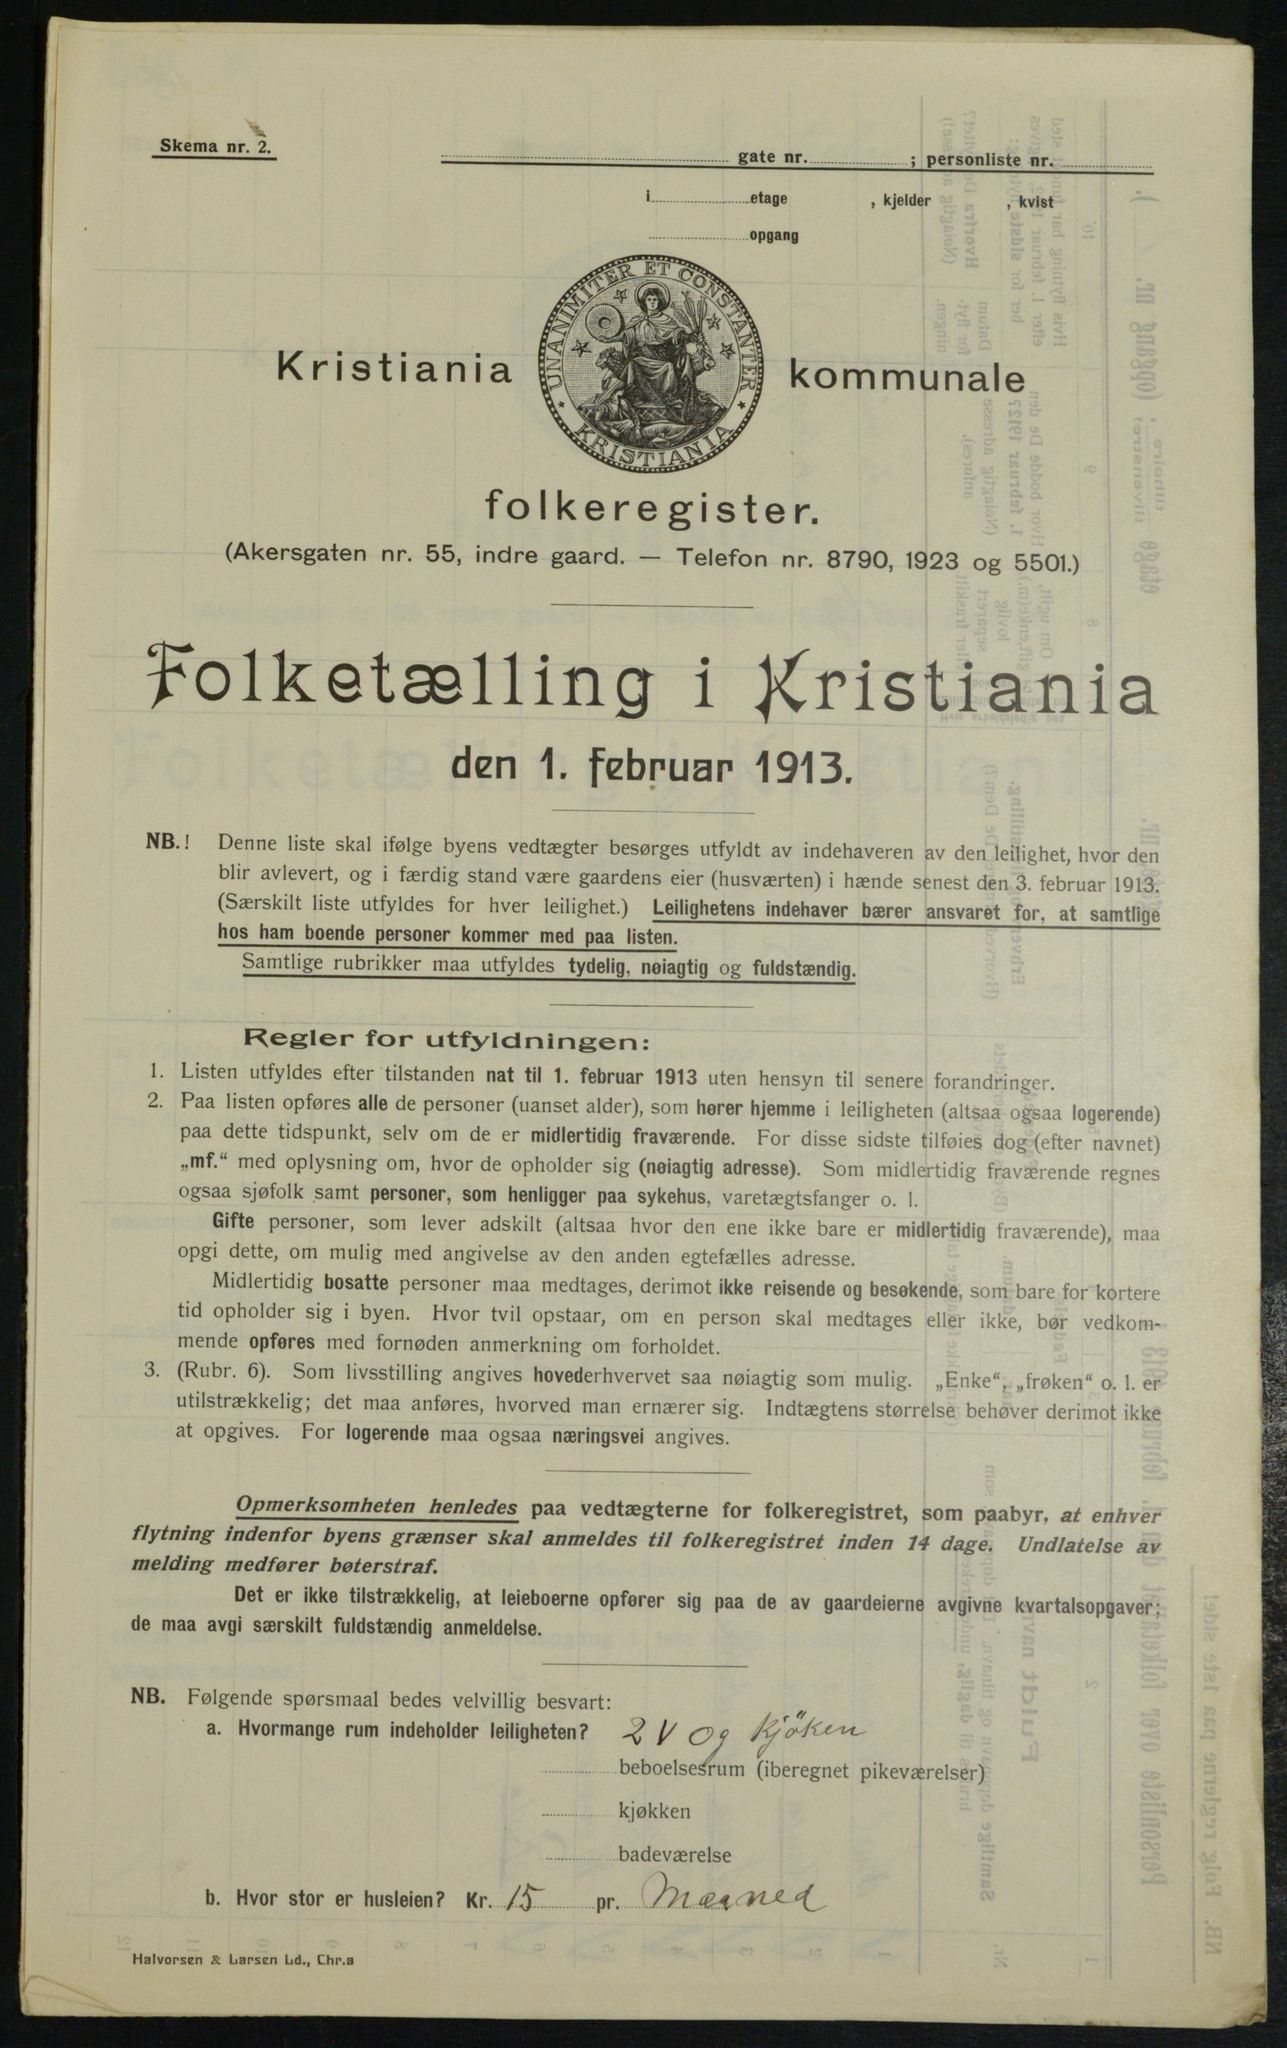 Skema nr. 2.
gate nr. ; personliste nr.
i etage , kjelder , kvist
opgang
UNANIMITER ET CONSTANTER
KRISTIANIA
Kristiania kommunale
folkeregister.
(Akersgaten nr. 55, indre gaard. — Telefon nr. 8790, 1923 og 5501.)
Folketælling i Kristiania
den 1. februar 1913.
NB.! Denne liste skal ifølge byens vedtægter besørges utfyldt av indehaveren av den leilighet, hvor den
blir avlevert, og i færdig stand være gaardens eier (husværten) i hænde senest den 3. februar 1913.
(Særskilt liste utfyldes for hver leilighet.) Leilighetens indehaver bærer ansvaret for, at samtlige
hos ham boende personer kommer med paa listen.
Samtlige rubrikker maa utfyldes tydelig, nøiagtig og fuldstændig.
Regler for utfyldningen:
1. Listen utfyldes efter tilstanden nat til 1. februar 1913 uten hensyn til senere forandringer.
2. Paa listen opføres alle de personer (uanset alder), som hører hjemme i leiligheten (altsaa ogsaa logerende)
paa dette tidspunkt, selv om de er midlertidig fraværende. For disse sidste tilføies dog (efter navnet)
„mf.“ med oplysning om, hvor de opholder sig (nøiagtig adresse). Som midlertidig fraværende regnes
ogsaa sjøfolk samt personer, som henligger paa sykehus, varetægtsfanger o. l.
Gifte personer, som lever adskilt (altsaa hvor den ene ikke bare er midlertidig fraværende), maa
opgi dette, om mulig med angivelse av den anden egtefælles adresse.
Midlertidig bosatte personer maa medtages, derimot ikke reisende og besøkende, som bare for kortere
tid opholder sig i byen. Hvor tvil opstaar, om en person skal medtages eller ikke, bør vedkom-
mende opføres med fornøden anmerkning om forholdet.
3. (Rubr. 6). Som livsstilling angives hovederhvervet saa nøiagtig som mulig. „Enke“, „frøken“ o. l. er
utilstrækkelig; det maa anføres, hvorved man ernærer sig. Indtægtens størrelse behøver derimot ikke
at opgives. For logerende maa ogsaa næringsvei angives.
Opmerksomheten henledes paa vedtægterne for folkeregistret, som paabyr, at enhver
flytning indenfor byens grænser skal anmeldes til folkeregistret inden 14 dage. Undlatelse av
melding medfører bøterstraf.
Det er ikke tilstrækkelig, at leieboerne opfører sig paa de av gaardeierne avgivne kvartalsopgaver;
de maa avgi særskilt fuldstændig anmeldelse.
NB. Følgende spørsmaal bedes velvillig besvart:
a. Hvormange rum indeholder leiligheten? 2 V og Kjöken
beboelsesrum (iberegnet pikeværelser)
kjøkken
badeværelse
b. Hvor stor er husleien? Kr. 15 pr. Maaned
Halvorsen & Larsen Ld., Chr.a